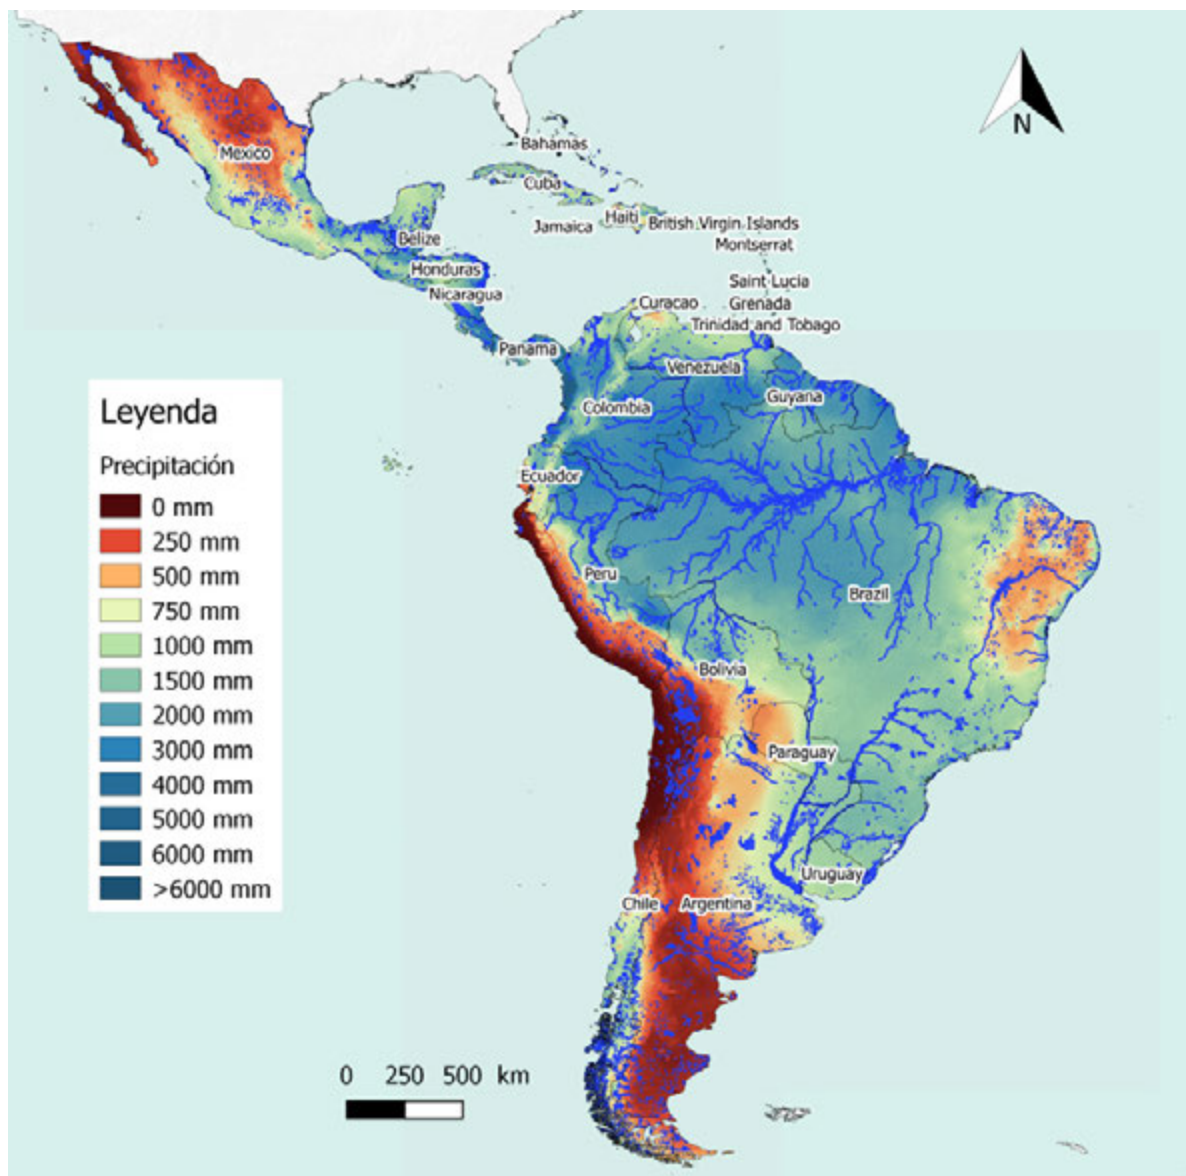 N
Bahamas
Mexico
Cuba
Haiti
Jamaica
British Virgin Islands
Belize
Montserrat
Honduras
Saint Lucia
Nicaragua
Curacao
Grenada
Trinidad and Tobago
Panama
Venezuela
Guyana
Colombia
Ecuador
Peru
Brazil
Bolivia
Paraguay
Uruguay
Chile
Argentina
Leyenda
Precipitación
0 mm
250 mm
500 mm
750 mm
1000 mm
1500 mm
2000 mm
3000 mm
4000 mm
5000 mm
6000 mm
>6000 mm
0 250 500 km